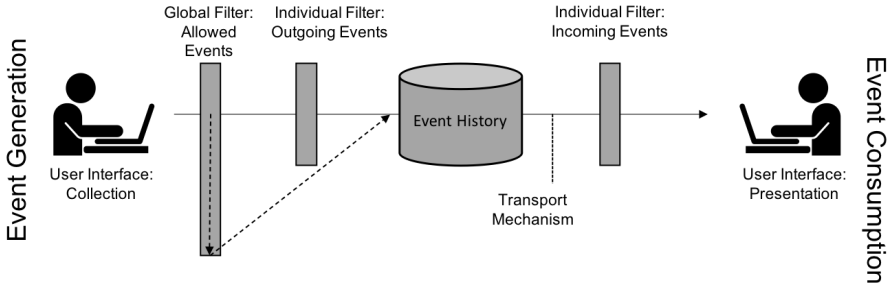 Event Generation
User Interface:
Collection
Global Filter:
Allowed
Events
Individual Filter:
Outgoing Events
Event History
Transport
Mechanism
Individual Filter:
Incoming Events
User Interface:
Presentation
Event Consumption